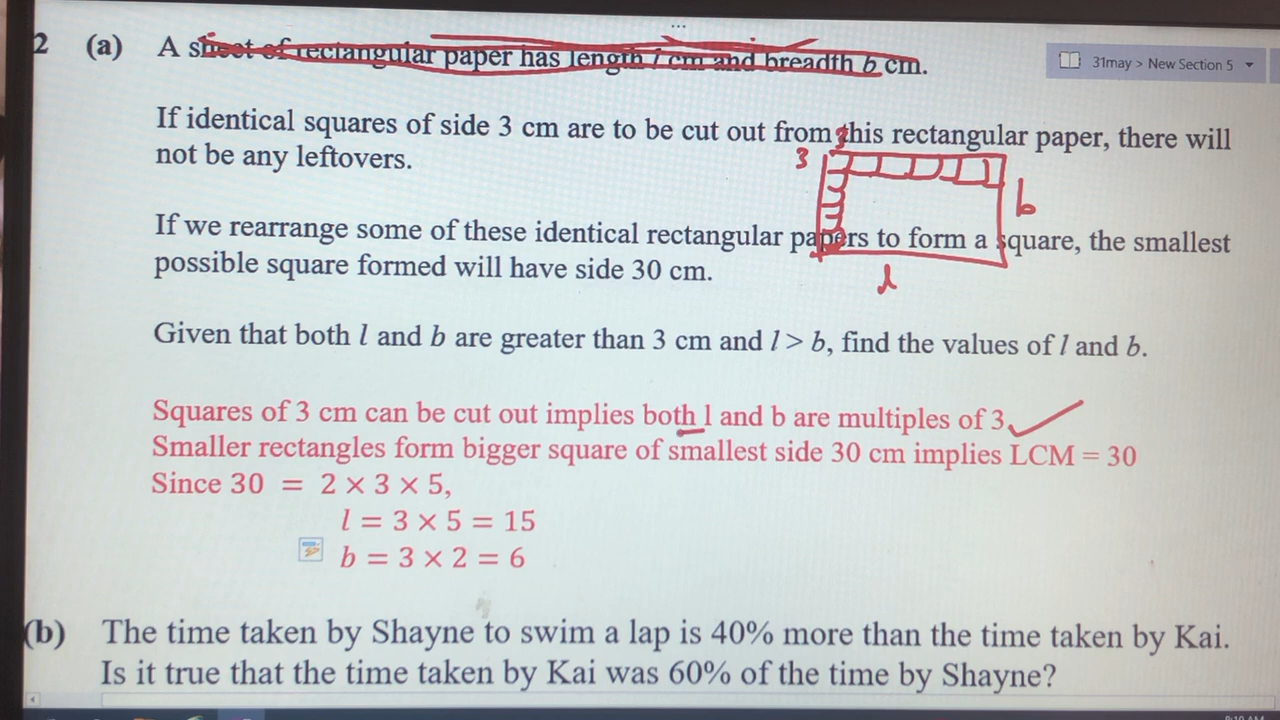 ...
31may > New Section 5
2 (a) A sheet of rectangular paper has length l cm and breadth b cm.
If identical squares of side 3 cm are to be cut out from this rectangular paper, there will
not be any leftovers.
3
b
If we rearrange some of these identical rectangular papers to form a square, the smallest
possible square formed will have side 30 cm.
l
Given that both l and b are greater than 3 cm and l > b, find the values of l and b.
Squares of 3 cm can be cut out implies both l and b are multiples of 3.
Smaller rectangles form bigger square of smallest side 30 cm implies LCM = 30
Since 30 = 2 × 3 × 5,
l = 3 × 5 = 15
b = 3 × 2 = 6
(b) The time taken by Shayne to swim a lap is 40% more than the time taken by Kai.
Is it true that the time taken by Kai was 60% of the time by Shayne?